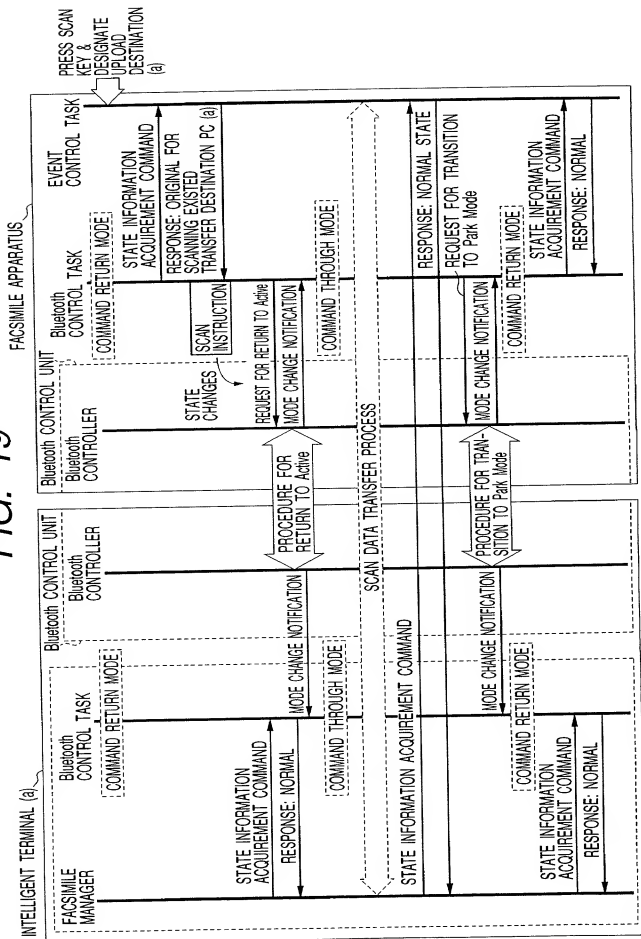 FIG. 19
INTELLIGENT TERMINAL (a)
FACSIMILE APPARATUS
PRESS SCAN
KEY &
DESIGNATE
UPLOAD
DESTINATION
(a)
FACSIMILE
MANAGER
Bluetooth
CONTROL TASK
Bluetooth CONTROL UNIT
Bluetooth
CONTROLLER
Bluetooth CONTROL UNIT
Bluetooth
CONTROLLER
Bluetooth
CONTROL TASK
EVENT
CONTROL TASK
COMMAND RETURN MODE
COMMAND RETURN MODE
STATE INFORMATION
ACQUIREMENT COMMAND
RESPONSE: ORIGINAL FOR
SCANNING EXISTED
TRANSFER DESTINATION PC (a)
SCAN
INSTRUCTION
STATE
CHANGES
STATE INFORMATION
ACQUIREMENT COMMAND
RESPONSE: NORMAL
REQUEST FOR RETURN TO Active
PROCEDURE FOR
RETURN TO Active
MODE CHANGE NOTIFICATION
MODE CHANGE NOTIFICATION
COMMAND THROUGH MODE
COMMAND THROUGH MODE
SCAN DATA TRANSFER PROCESS
STATE INFORMATION ACQUIREMENT COMMAND
RESPONSE: NORMAL STATE
REQUEST FOR TRANSITION
TO Park Mode
PROCEDURE FOR TRAN-
SITION TO Park Mode
MODE CHANGE NOTIFICATION
MODE CHANGE NOTIFICATION
COMMAND RETURN MODE
COMMAND RETURN MODE
STATE INFORMATION
ACQUIREMENT COMMAND
RESPONSE: NORMAL
STATE INFORMATION
ACQUIREMENT COMMAND
RESPONSE: NORMAL